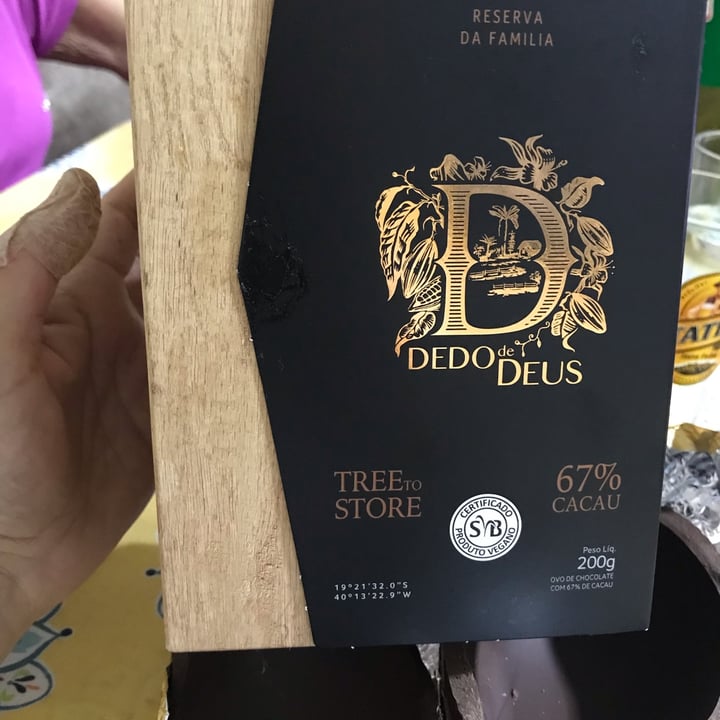 RESERVA
DA FAMILIA
D
DEDO de DEUS
TREE TO
STORE
67%
CACAU
CERTIFICADO
SVB
PRODUTO VEGANO
Peso Líq.
200g
OVO DE CHOCOLATE
COM 67% DE CACAU
19°21'32.0"S
40°13'22.9"W